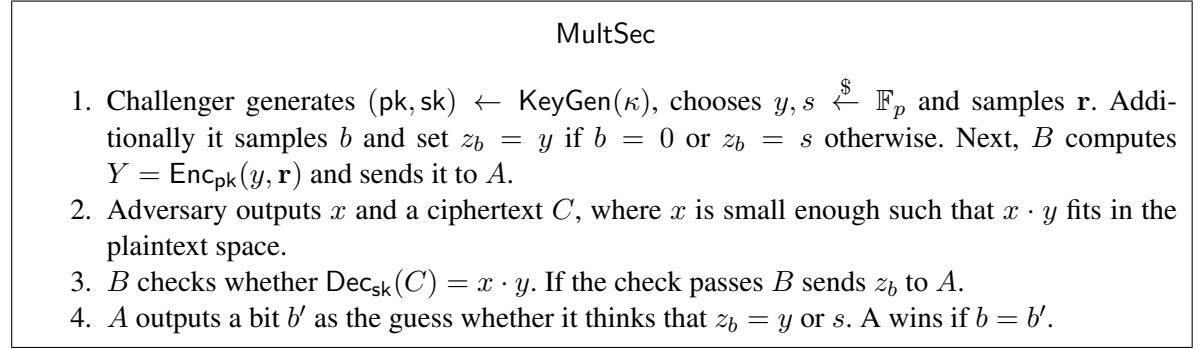 MultSec
1. Challenger generates (pk, sk) ← KeyGen(κ), chooses y, s $← 𝔽p and samples r. Addi-
tionally it samples b and set z_b = y if b = 0 or z_b = s otherwise. Next, B computes
Y = Enc_pk(y, r) and sends it to A.
2. Adversary outputs x and a ciphertext C, where x is small enough such that x · y fits in the
plaintext space.
3. B checks whether Dec_sk(C) = x · y. If the check passes B sends z_b to A.
4. A outputs a bit b′ as the guess whether it thinks that z_b = y or s. A wins if b = b′.